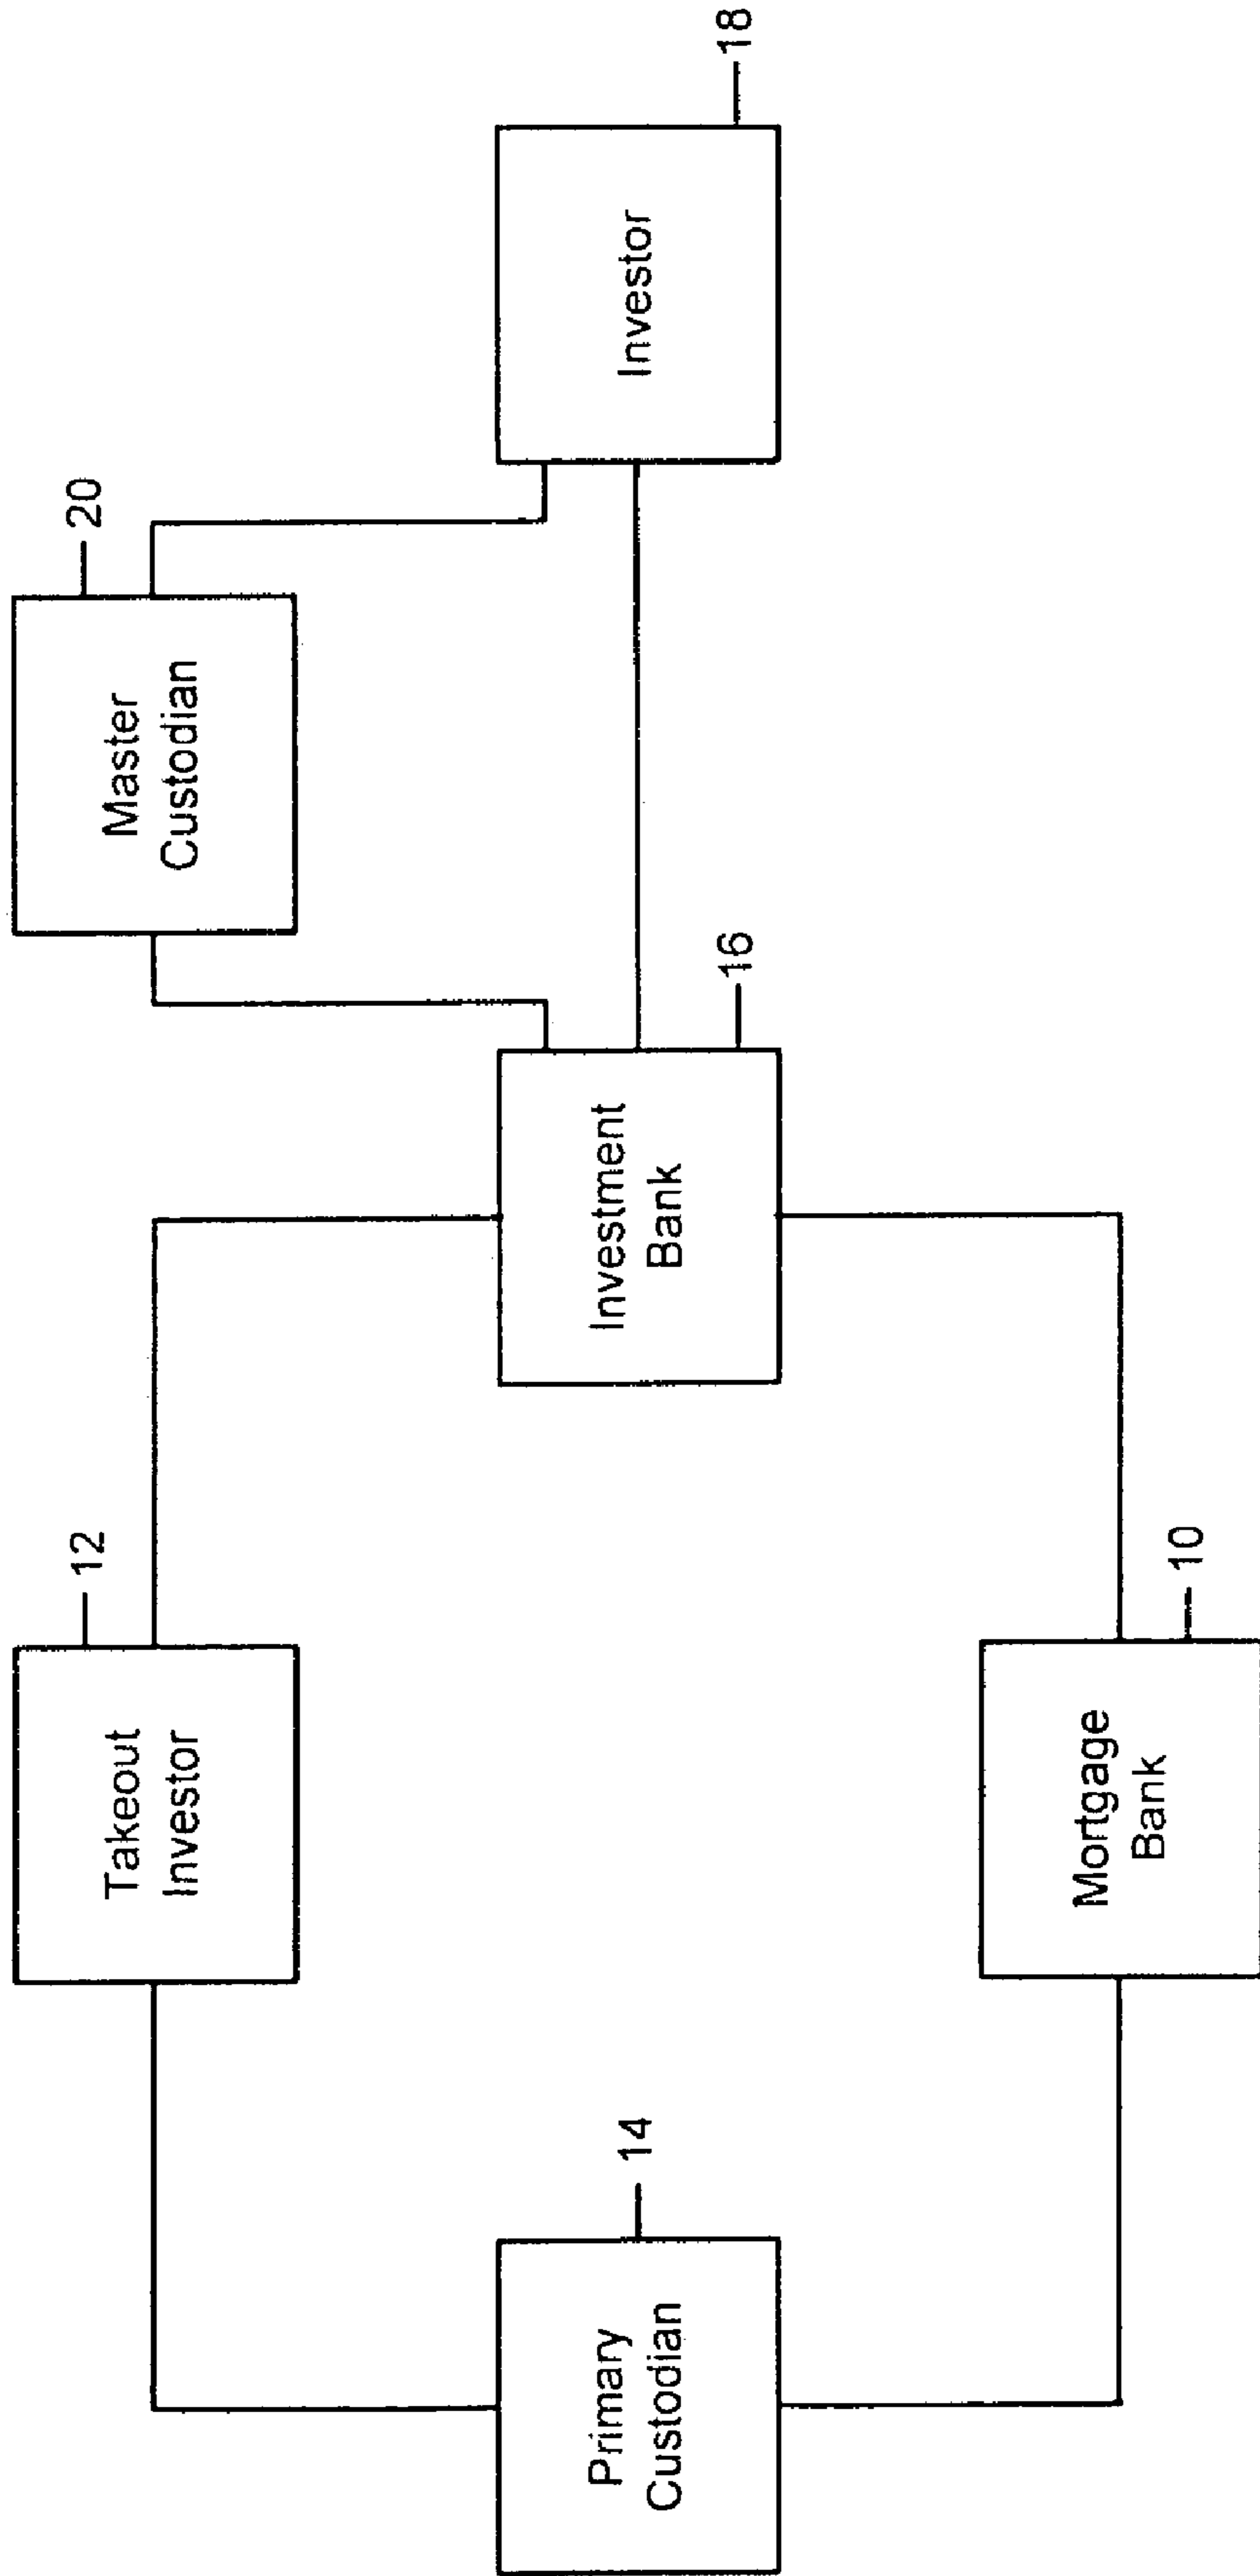 Takeout
Investor
12
Master
Custodian
20
Primary
Custodian
14
Investment
Bank
16
Investor
18
Mortgage
Bank
10